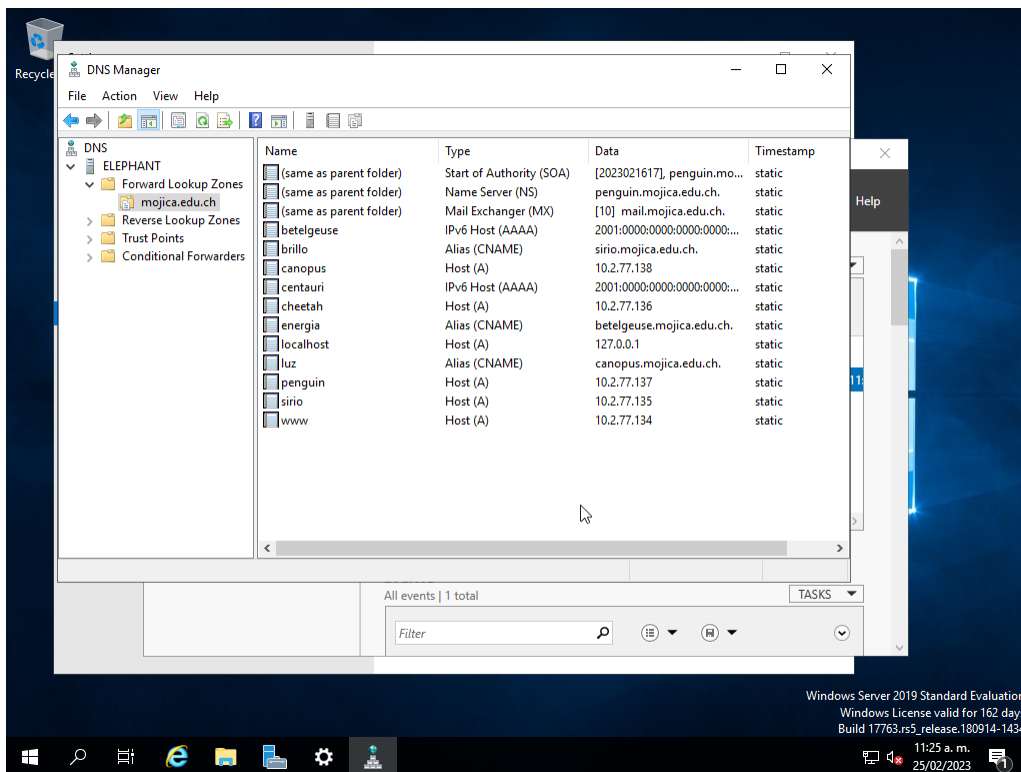 Recycle
DNS Manager
File Action View Help
DNS
ELEPHANT
Forward Lookup Zones
mojica.edu.ch
Reverse Lookup Zones
Trust Points
Conditional Forwarders
Name Type Data Timestamp
(same as parent folder) Start of Authority (SOA) [2023021617], penguin.mo... static
(same as parent folder) Name Server (NS) penguin.mojica.edu.ch. static
(same as parent folder) Mail Exchanger (MX) [10] mail.mojica.edu.ch. static
betelgeuse IPv6 Host (AAAA) 2001:0000:0000:0000:0000:... static
brillo Alias (CNAME) sirio.mojica.edu.ch. static
canopus Host (A) 10.2.77.138 static
centauri IPv6 Host (AAAA) 2001:0000:0000:0000:0000:... static
cheetah Host (A) 10.2.77.136 static
energia Alias (CNAME) betelgeuse.mojica.edu.ch. static
localhost Host (A) 127.0.0.1 static
luz Alias (CNAME) canopus.mojica.edu.ch. static
penguin Host (A) 10.2.77.137 static
sirio Host (A) 10.2.77.135 static
www Host (A) 10.2.77.134 static
Help
11:
All events | 1 total
TASKS
Filter
Windows Server 2019 Standard Evaluation
Windows License valid for 162 day
Build 17763.rs5_release.180914-1434
11:25 a. m.
25/02/2023
1